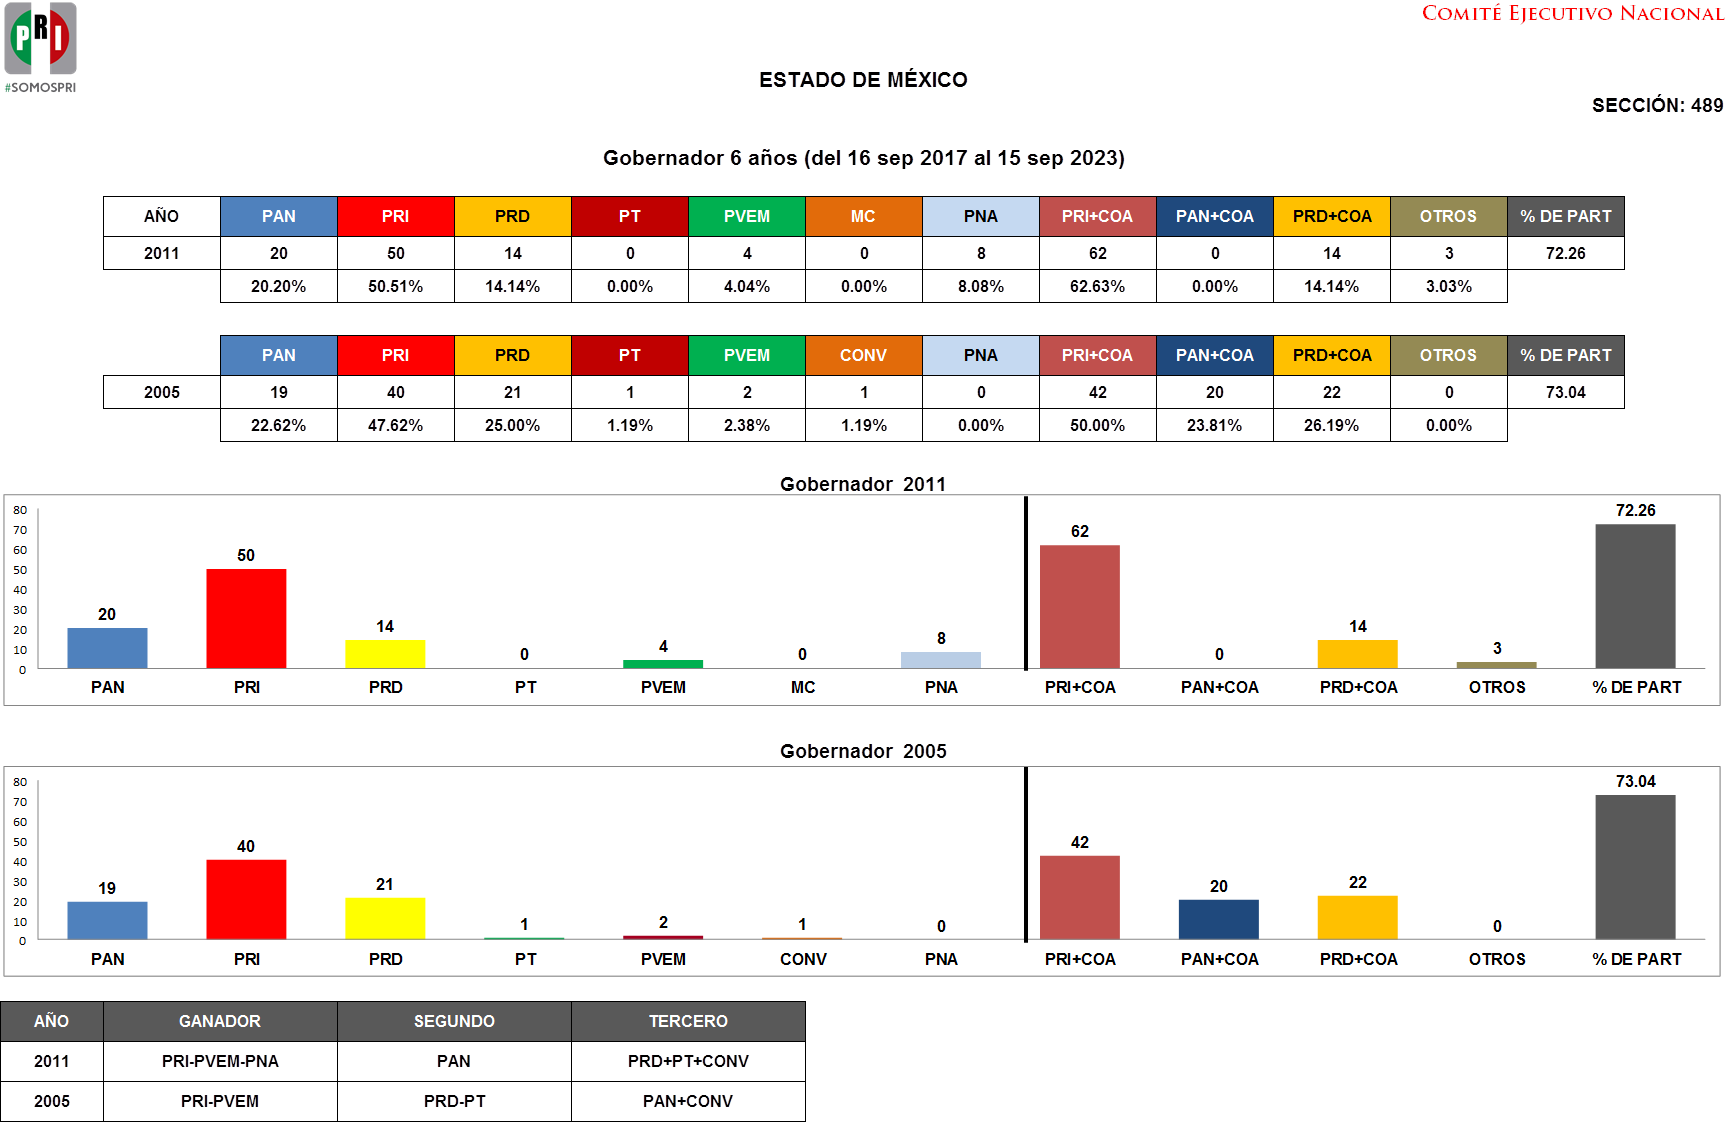 PRI
#SOMOSPRI
COMITÉ EJECUTIVO NACIONAL
ESTADO DE MÉXICO
SECCIÓN: 489
Gobernador 6 años (del 16 sep 2017 al 15 sep 2023)
AÑO PAN PRI PRD PT PVEM MC PNA PRI+COA PAN+COA PRD+COA OTROS % DE PART
2011 20 50 14 0 4 0 8 62 0 14 3 72.26
20.20% 50.51% 14.14% 0.00% 4.04% 0.00% 8.08% 62.63% 0.00% 14.14% 3.03%
PAN PRI PRD PT PVEM CONV PNA PRI+COA PAN+COA PRD+COA OTROS % DE PART
2005 19 40 21 1 2 1 0 42 20 22 0 73.04
22.62% 47.62% 25.00% 1.19% 2.38% 1.19% 0.00% 50.00% 23.81% 26.19% 0.00%
Gobernador 2011
80
70
60
50
40
30
20
10
0
20 50 14 0 4 0 8 62 0 14 3 72.26
PAN PRI PRD PT PVEM MC PNA PRI+COA PAN+COA PRD+COA OTROS % DE PART
Gobernador 2005
80
70
60
50
40
30
20
10
0
19 40 21 1 2 1 0 42 20 22 0 73.04
PAN PRI PRD PT PVEM CONV PNA PRI+COA PAN+COA PRD+COA OTROS % DE PART
AÑO GANADOR SEGUNDO TERCERO
2011 PRI-PVEM-PNA PAN PRD+PT+CONV
2005 PRI-PVEM PRD-PT PAN+CONV